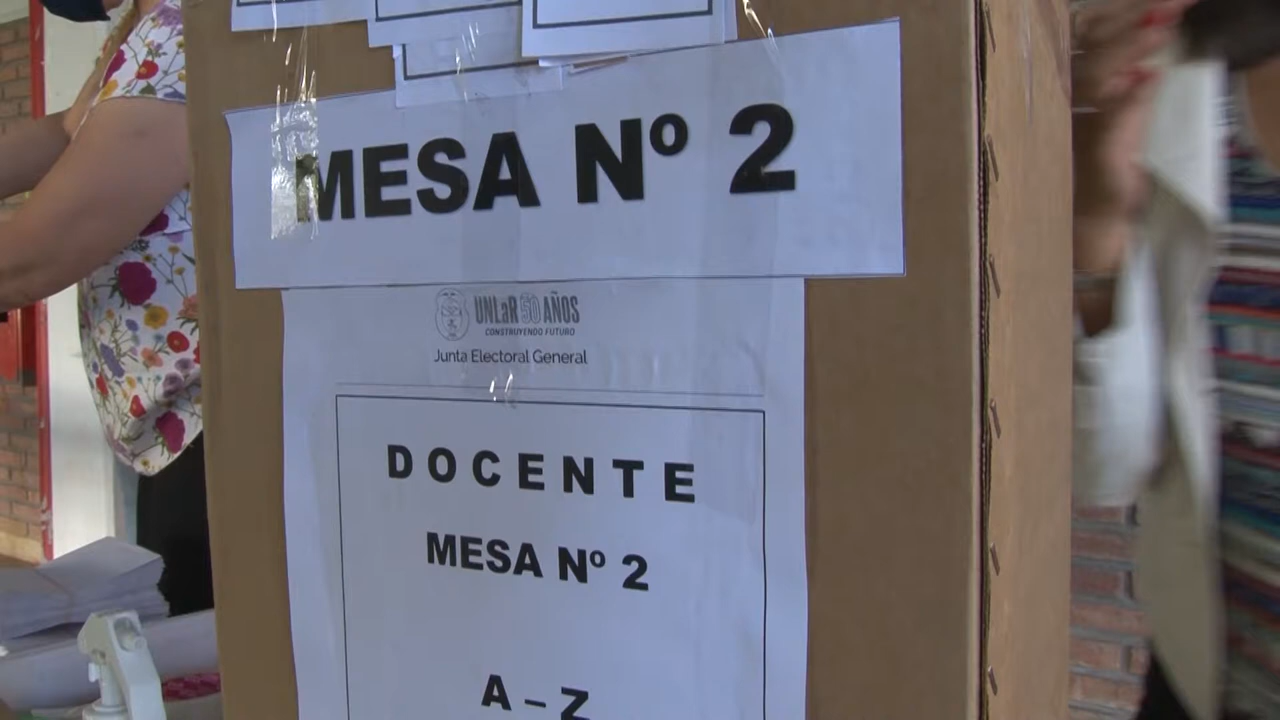 MESA Nº 2
UNLaR 50 AÑOS
CONSTRUYENDO FUTURO
Junta Electoral General
DOCENTE
MESA Nº 2
A – Z